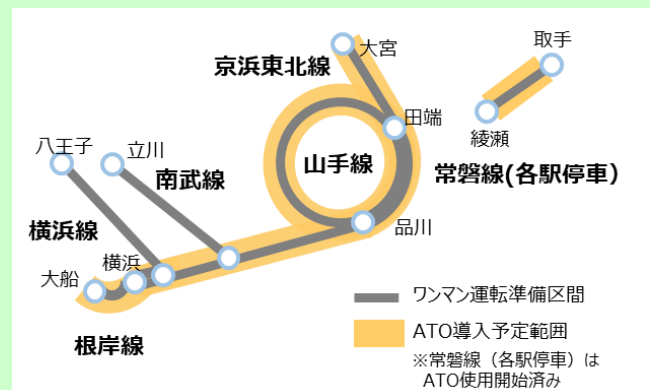 大宮
京浜東北線
取手
田端
綾瀬
八王子
立川
山手線
常磐線(各駅停車)
南武線
横浜線
品川
横浜
大船
根岸線
ワンマン運転準備区間
ATO導入予定範囲
※常磐線（各駅停車）は
ATO使用開始済み